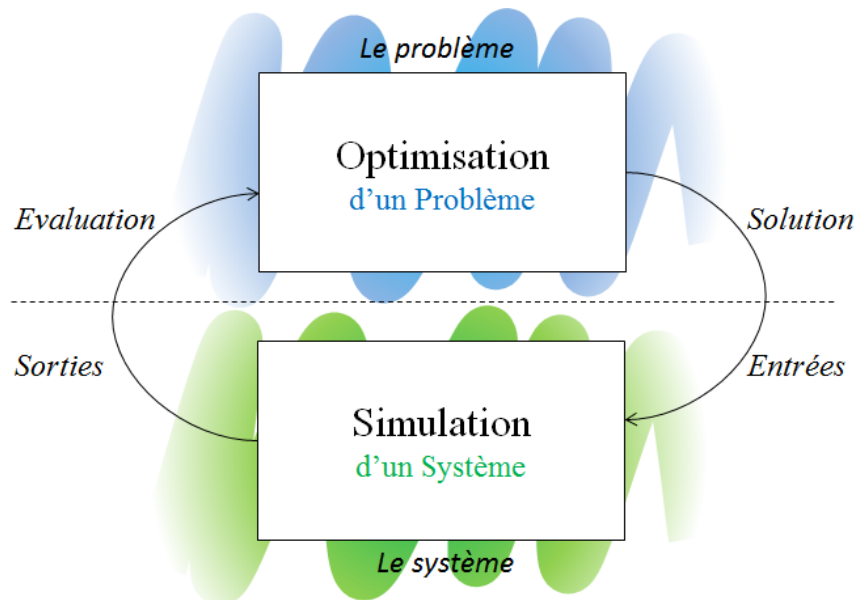 Le problème
Optimisation
d'un Problème
Evaluation
Solution
Sorties
Entrées
Simulation
d'un Système
Le système